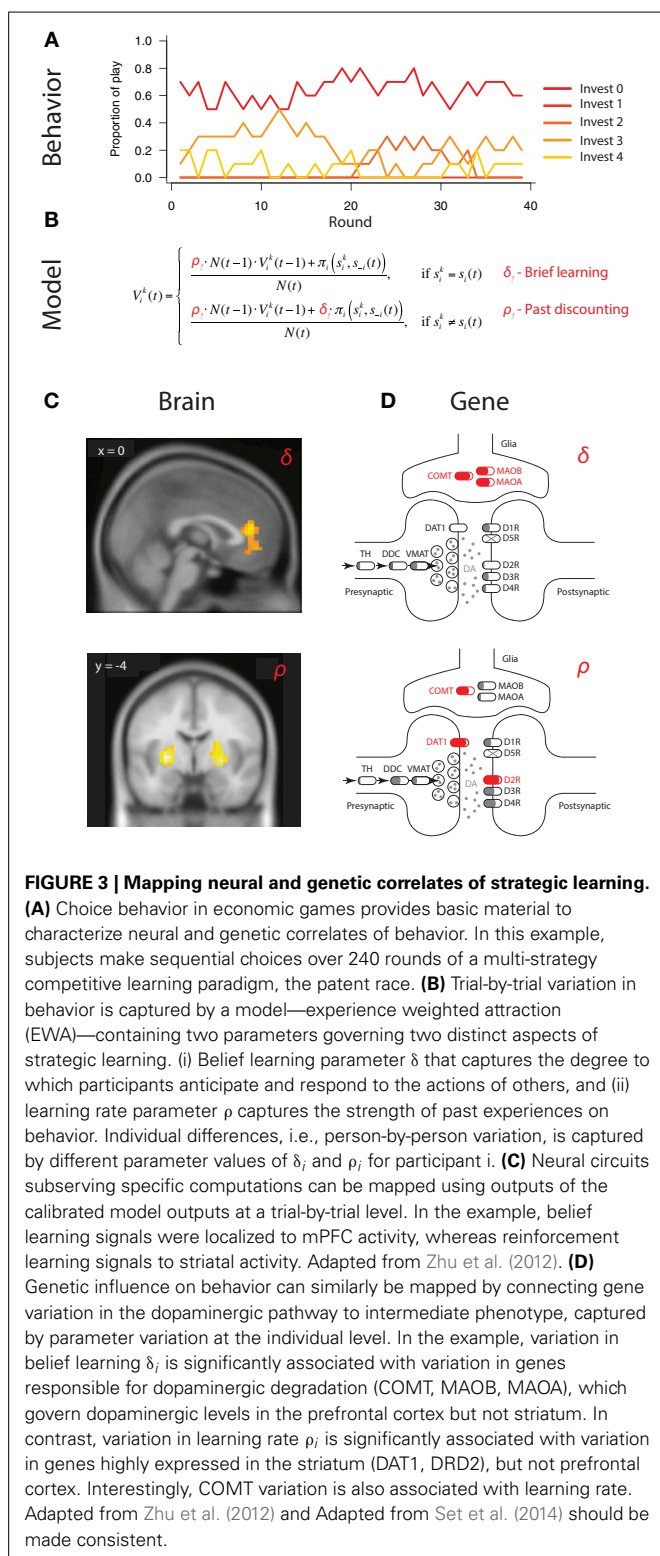 A
Behavior
Proportion of play
1.0
0.8
0.6
0.4
0.2
0.0
0
10
20
30
40
Round
Invest 0
Invest 1
Invest 2
Invest 3
Invest 4
B
Model
V_i^k(t) = { (ρ_i · N(t−1) · V_i^k(t−1) + π_i(s_i^k, s_−i(t))) / N(t), if s_i^k = s_i(t) δ_i - Brief learning
(ρ_i · N(t−1) · V_i^k(t−1) + δ_i · π_i(s_i^k, s_−i(t))) / N(t), if s_i^k ≠ s_i(t) ρ_i - Past discounting
C Brain
x = 0
δ
y = -4
ρ
D Gene
Glia
δ
COMT
MAOB
MAOA
DAT1
D1R
D5R
TH DDC VMAT
DA
D2R
D3R
D4R
Presynaptic
Postsynaptic
Glia
ρ
COMT
MAOB
MAOA
DAT1
D1R
D5R
TH DDC VMAT
DA
D2R
D3R
D4R
Presynaptic
Postsynaptic
FIGURE 3 | Mapping neural and genetic correlates of strategic learning.
(A) Choice behavior in economic games provides basic material to
characterize neural and genetic correlates of behavior. In this example,
subjects make sequential choices over 240 rounds of a multi-strategy
competitive learning paradigm, the patent race. (B) Trial-by-trial variation in
behavior is captured by a model—experience weighted attraction
(EWA)—containing two parameters governing two distinct aspects of
strategic learning. (i) Belief learning parameter δ that captures the degree to
which participants anticipate and respond to the actions of others, and (ii)
learning rate parameter ρ captures the strength of past experiences on
behavior. Individual differences, i.e., person-by-person variation, is captured
by different parameter values of δi and ρi for participant i. (C) Neural circuits
subserving specific computations can be mapped using outputs of the
calibrated model outputs at a trial-by-trial level. In the example, belief
learning signals were localized to mPFC activity, whereas reinforcement
learning signals to striatal activity. Adapted from Zhu et al. (2012). (D)
Genetic influence on behavior can similarly be mapped by connecting gene
variation in the dopaminergic pathway to intermediate phenotype, captured
by parameter variation at the individual level. In the example, variation in
belief learning δi is significantly associated with variation in genes
responsible for dopaminergic degradation (COMT, MAOB, MAOA), which
govern dopaminergic levels in the prefrontal cortex but not striatum. In
contrast, variation in learning rate ρi is significantly associated with variation
in genes highly expressed in the striatum (DAT1, DRD2), but not prefrontal
cortex. Interestingly, COMT variation is also associated with learning rate.
Adapted from Zhu et al. (2012) and Adapted from Set et al. (2014) should be
made consistent.